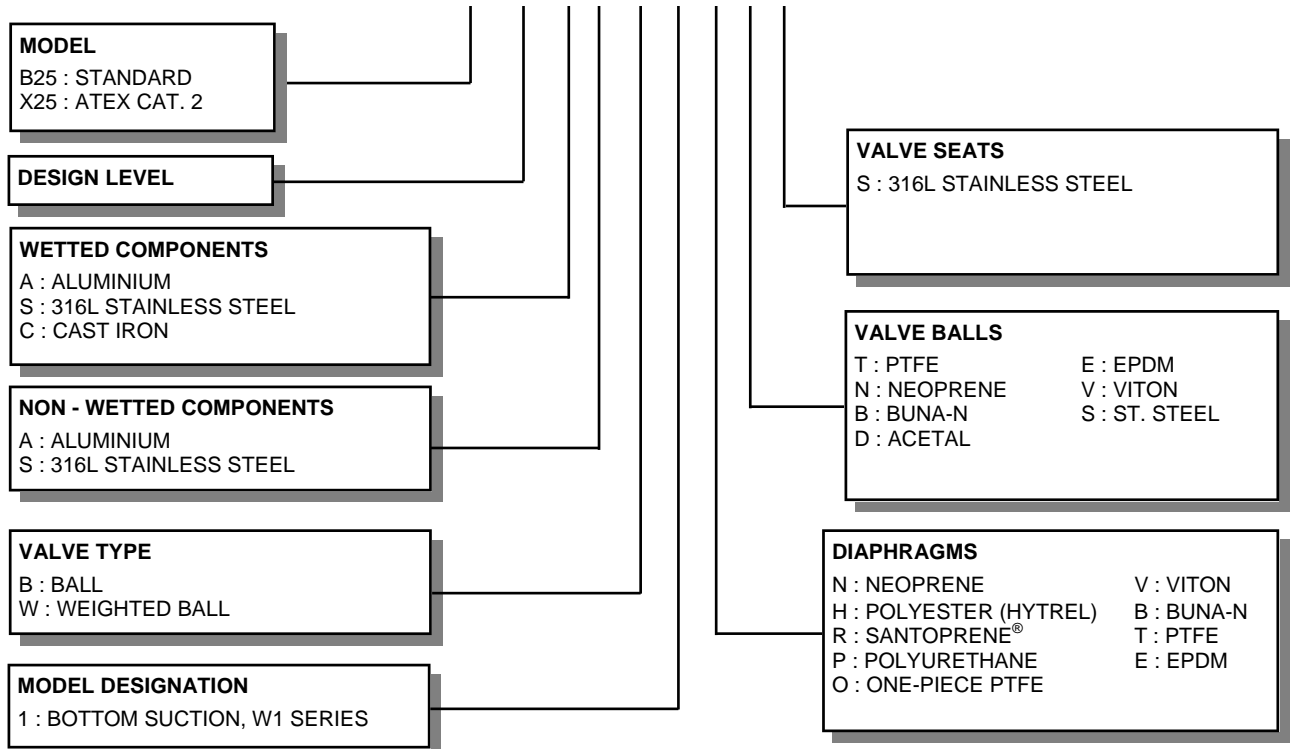 MODEL
B25 : STANDARD
X25 : ATEX CAT. 2
DESIGN LEVEL
WETTED COMPONENTS
A : ALUMINIUM
S : 316L STAINLESS STEEL
C : CAST IRON
NON - WETTED COMPONENTS
A : ALUMINIUM
S : 316L STAINLESS STEEL
VALVE TYPE
B : BALL
W : WEIGHTED BALL
MODEL DESIGNATION
1 : BOTTOM SUCTION, W1 SERIES
VALVE SEATS
S : 316L STAINLESS STEEL
VALVE BALLS
T : PTFE E : EPDM
N : NEOPRENE V : VITON
B : BUNA-N S : ST. STEEL
D : ACETAL
DIAPHRAGMS
N : NEOPRENE V : VITON
H : POLYESTER (HYTREL) B : BUNA-N
R : SANTOPRENE® T : PTFE
P : POLYURETHANE E : EPDM
O : ONE-PIECE PTFE